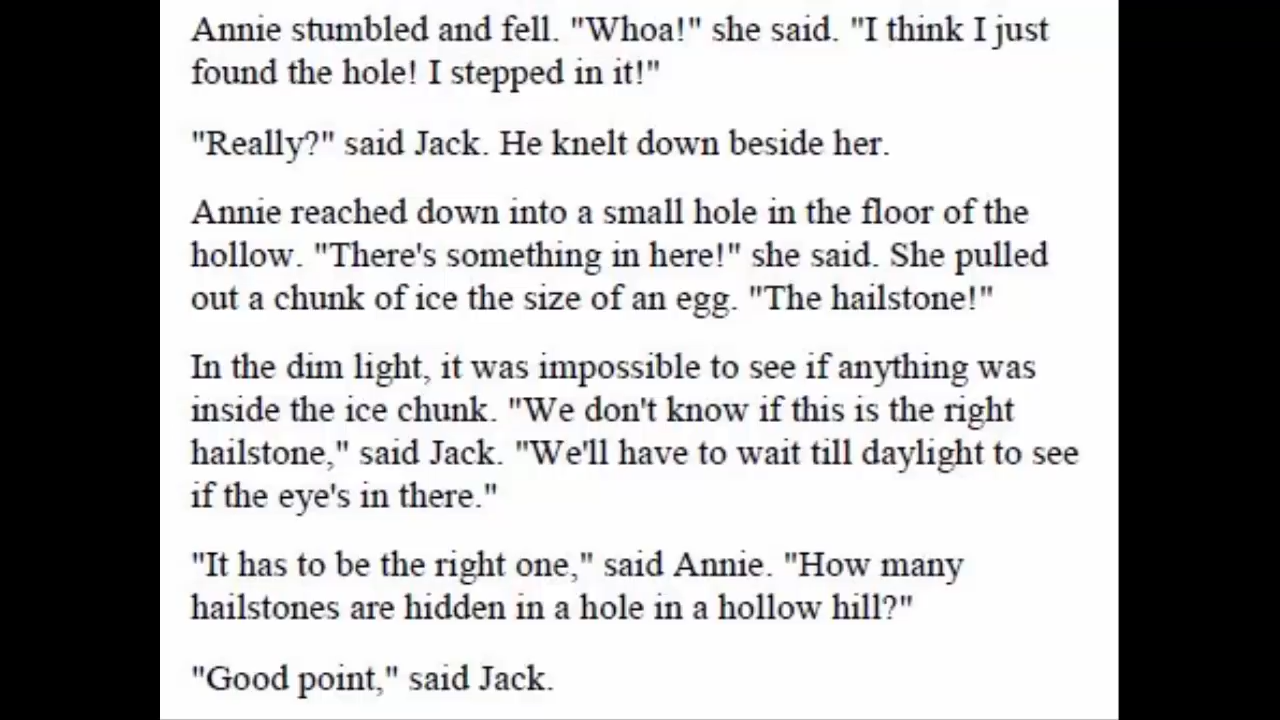 Annie stumbled and fell. "Whoa!" she said. "I think I just
found the hole! I stepped in it!"
"Really?" said Jack. He knelt down beside her.
Annie reached down into a small hole in the floor of the
hollow. "There's something in here!" she said. She pulled
out a chunk of ice the size of an egg. "The hailstone!"
In the dim light, it was impossible to see if anything was
inside the ice chunk. "We don't know if this is the right
hailstone," said Jack. "We'll have to wait till daylight to see
if the eye's in there."
"It has to be the right one," said Annie. "How many
hailstones are hidden in a hole in a hollow hill?"
"Good point," said Jack.